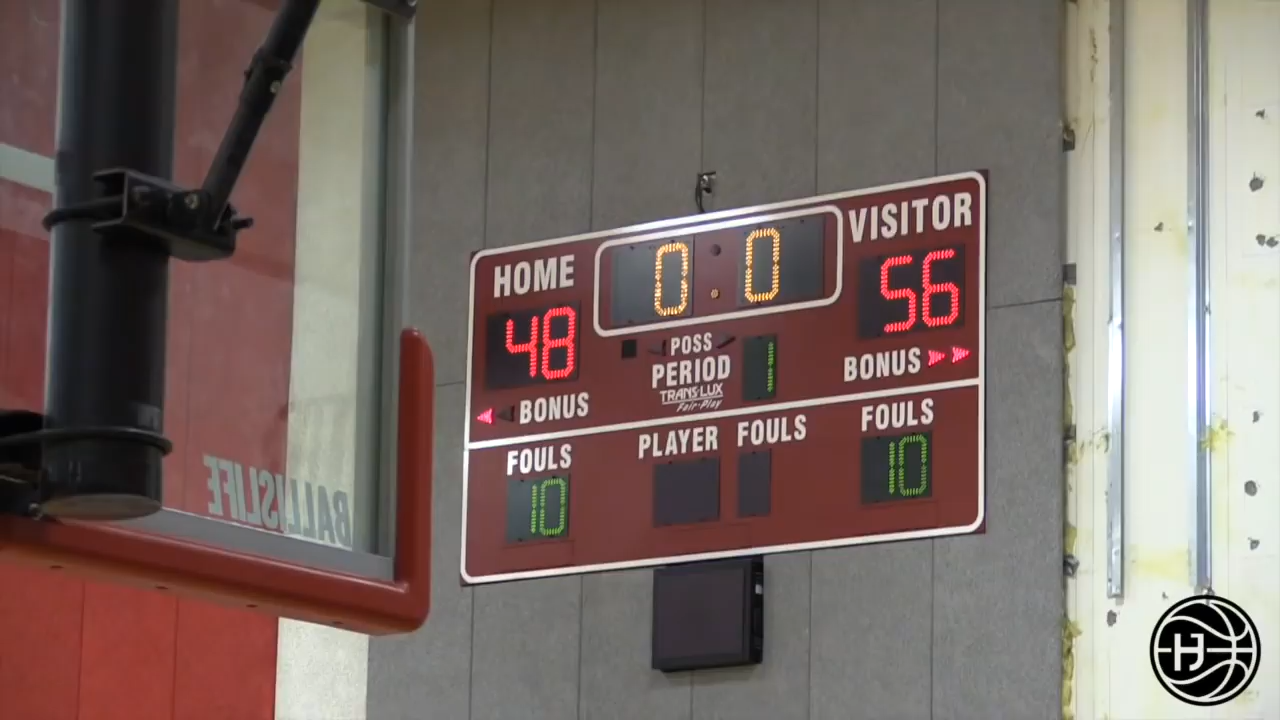 HOME
0:0
VISITOR
48
56
POSS
PERIOD 1
TRANS-LUX
Fair-Play
BONUS
BONUS
FOULS
PLAYER FOULS
FOULS
10
10
BALLISLIFE
HJ